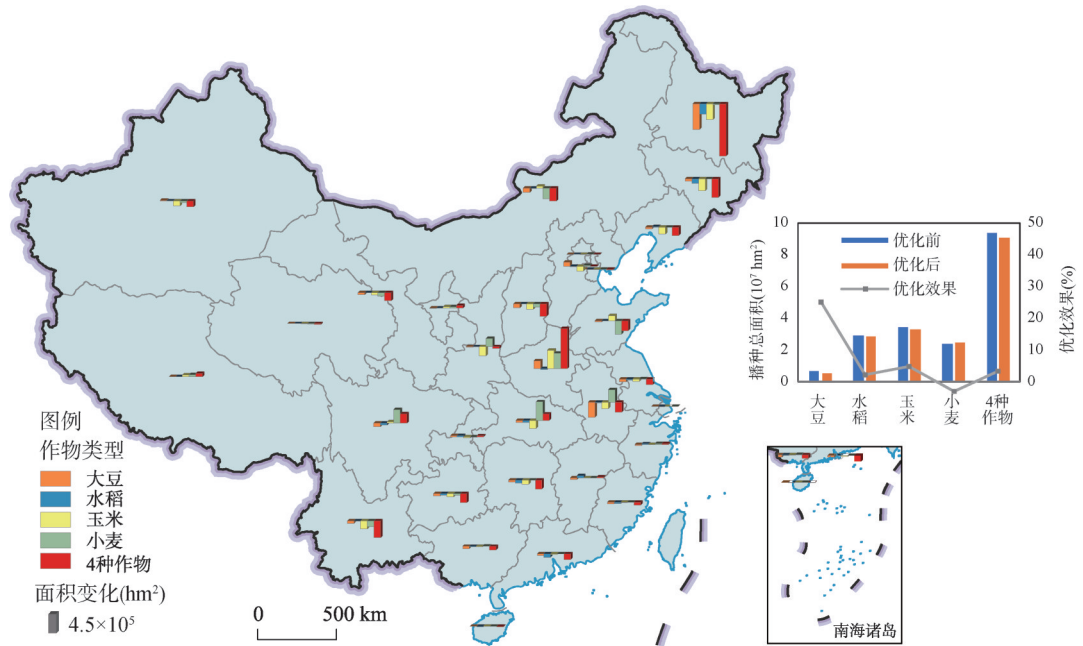 图例
作物类型
大豆
水稻
玉米
小麦
4种作物
面积变化(hm²)
4.5×10⁵
0 500 km
播种总面积(10⁷ hm²)
10
8
6
4
2
0
优化前
优化后
优化效果
50
40
30
20
10
0
优化效果(%)
大豆
水稻
玉米
小麦
4种作物
南海诸岛